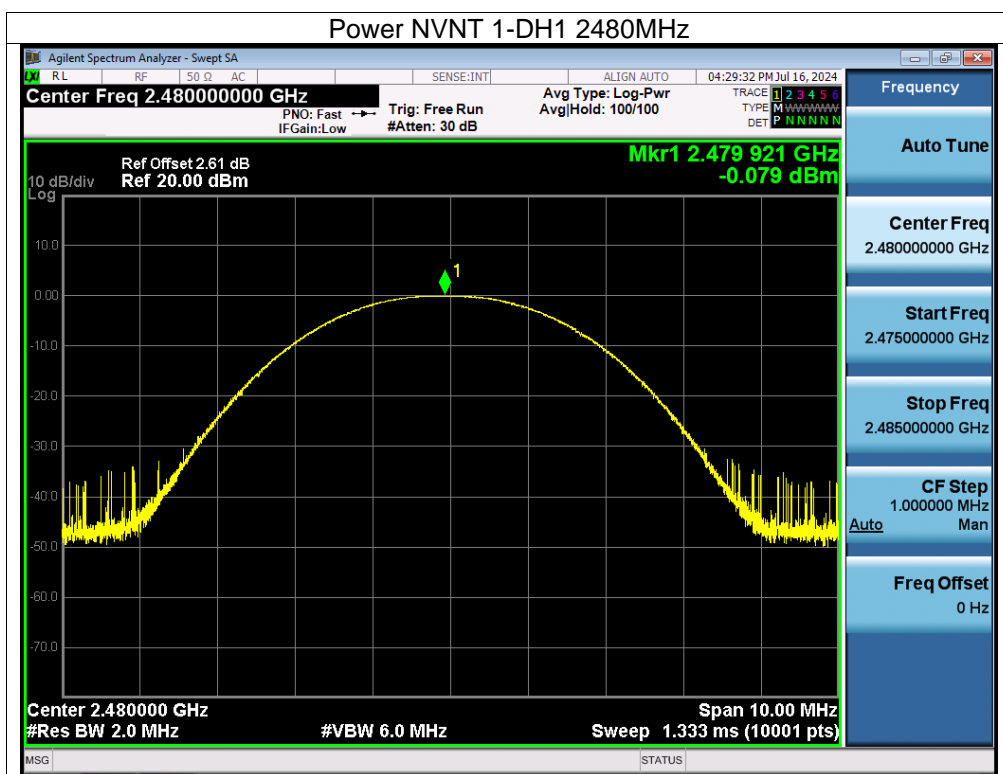 Power NVNT 1-DH1 2480MHz
Agilent Spectrum Analyzer - Swept SA
LXI RL RF 50 Ω AC SENSE:INT ALIGN AUTO 04:29:32 PM Jul 16, 2024
Center Freq 2.480000000 GHz
PNO: Fast
IFGain:Low
Trig: Free Run
#Atten: 30 dB
Avg Type: Log-Pwr
Avg|Hold: 100/100
TRACE 1 2 3 4 5 6
TYPE M WWWWW
DET P N N N N N
Mkr1 2.479 921 GHz
-0.079 dBm
Ref Offset 2.61 dB
10 dB/div Ref 20.00 dBm
Log
10.0
1
0.00
-10.0
-20.0
-30.0
-40.0
-50.0
-60.0
-70.0
Center 2.480000 GHz Span 10.00 MHz
#Res BW 2.0 MHz #VBW 6.0 MHz Sweep 1.333 ms (10001 pts)
MSG STATUS
Frequency
Auto Tune
Center Freq
2.480000000 GHz
Start Freq
2.475000000 GHz
Stop Freq
2.485000000 GHz
CF Step
1.000000 MHz
Auto Man
Freq Offset
0 Hz